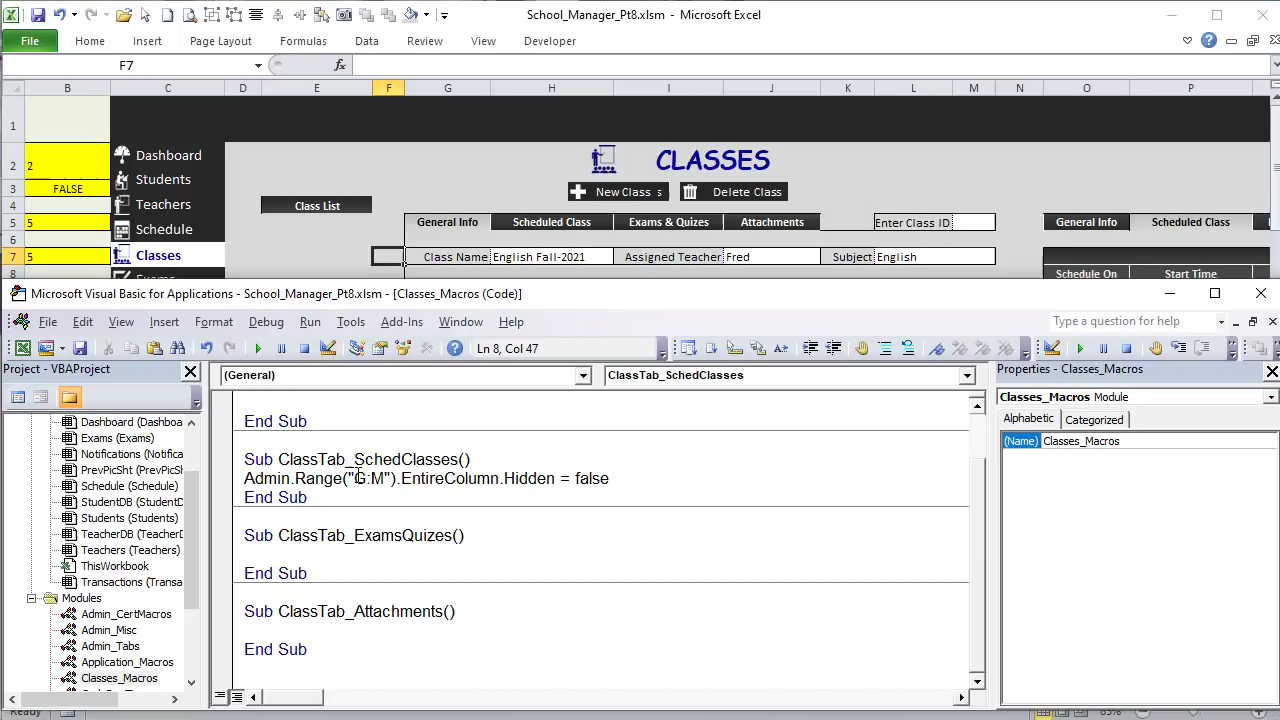 School_Manager_Pt8.xlsm - Microsoft Excel
File Home Insert Page Layout Formulas Data Review View Developer
F7
B C D E F G H I J K L M N O P
1
2 2 Dashboard CLASSES
3 FALSE Students New Class s Delete Class
4 Teachers Class List
5 5 Schedule General Info Scheduled Class Exams & Quizes Attachments Enter Class ID General Info Scheduled Class
6
7 5 Classes Class Name English Fall-2021 Assigned Teacher Fred Subject English
8 Schedule On Start Time
Microsoft Visual Basic for Applications - School_Manager_Pt8.xlsm - [Classes_Macros (Code)]
File Edit View Insert Format Debug Run Tools Add-Ins Window Help Type a question for help
Ln 8, Col 47
Project - VBAProject
(General) ClassTab_SchedClasses
Properties - Classes_Macros
Classes_Macros Module
Alphabetic Categorized
(Name) Classes_Macros
Dashboard (Dashboa
Exams (Exams)
Notifications (Notifica
PrevPicSht (PrevPicSh
Schedule (Schedule)
StudentDB (StudentD
Students (Students)
TeacherDB (TeacherD
Teachers (Teachers)
ThisWorkbook
Transactions (Transa
Modules
Admin_CertMacros
Admin_Misc
Admin_Tabs
Application_Macros
Classes_Macros
End Sub
Sub ClassTab_SchedClasses()
Admin.Range("G:M").EntireColumn.Hidden = false
End Sub
Sub ClassTab_ExamsQuizes()
End Sub
Sub ClassTab_Attachments()
End Sub
Ready 85%